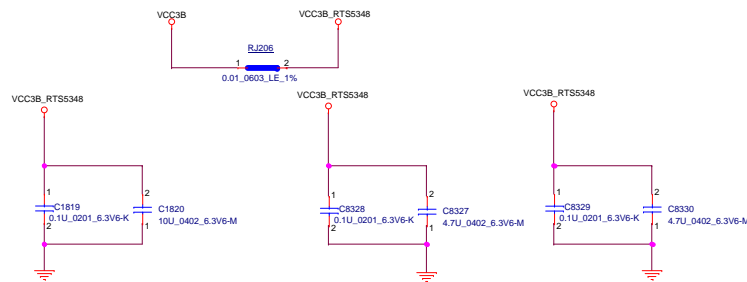 VCC3B
VCC3B_RTS5348
RJ206
1
2
0.01_0603_LE_1%
VCC3B_RTS5348
VCC3B_RTS5348
VCC3B_RTS5348
1
C1819
0.1U_0201_6.3V6-K
2
2
C1820
10U_0402_6.3V6-M
1
1
C8328
0.1U_0201_6.3V6-K
2
2
C8327
4.7U_0402_6.3V6-M
1
1
C8329
0.1U_0201_6.3V6-K
2
2
C8330
4.7U_0402_6.3V6-M
1